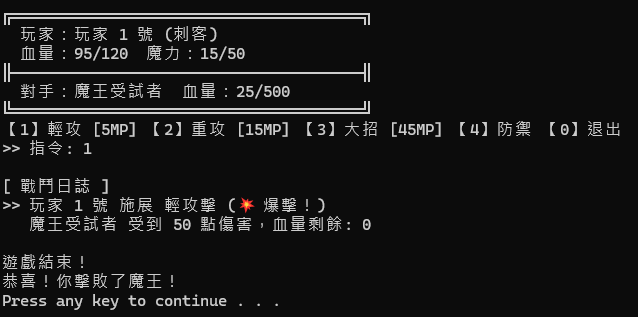 玩家：玩家 1 號 (刺客)
血量：95/120 魔力：15/50
對手：魔王受試者 血量：25/500
【1】輕攻 [5MP] 【2】重攻 [15MP] 【3】大招 [45MP] 【4】防禦 【0】退出
>> 指令: 1
[ 戰鬥日誌 ]
>> 玩家 1 號 施展 輕攻擊 (💥 爆擊！)
魔王受試者 受到 50 點傷害，血量剩餘: 0
遊戲結束！
恭喜！你擊敗了魔王！
Press any key to continue . . .